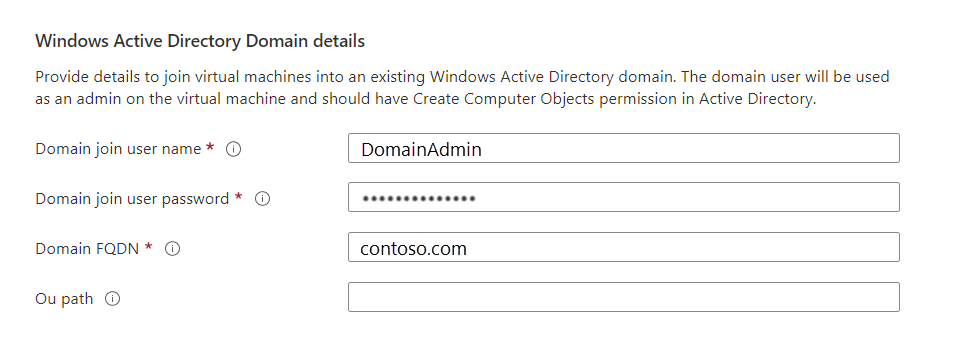 Windows Active Directory Domain details
Provide details to join virtual machines into an existing Windows Active Directory domain. The domain user will be used
as an admin on the virtual machine and should have Create Computer Objects permission in Active Directory.
Domain join user name * DomainAdmin
Domain join user password * ••••••••••••••
Domain FQDN * contoso.com
Ou path